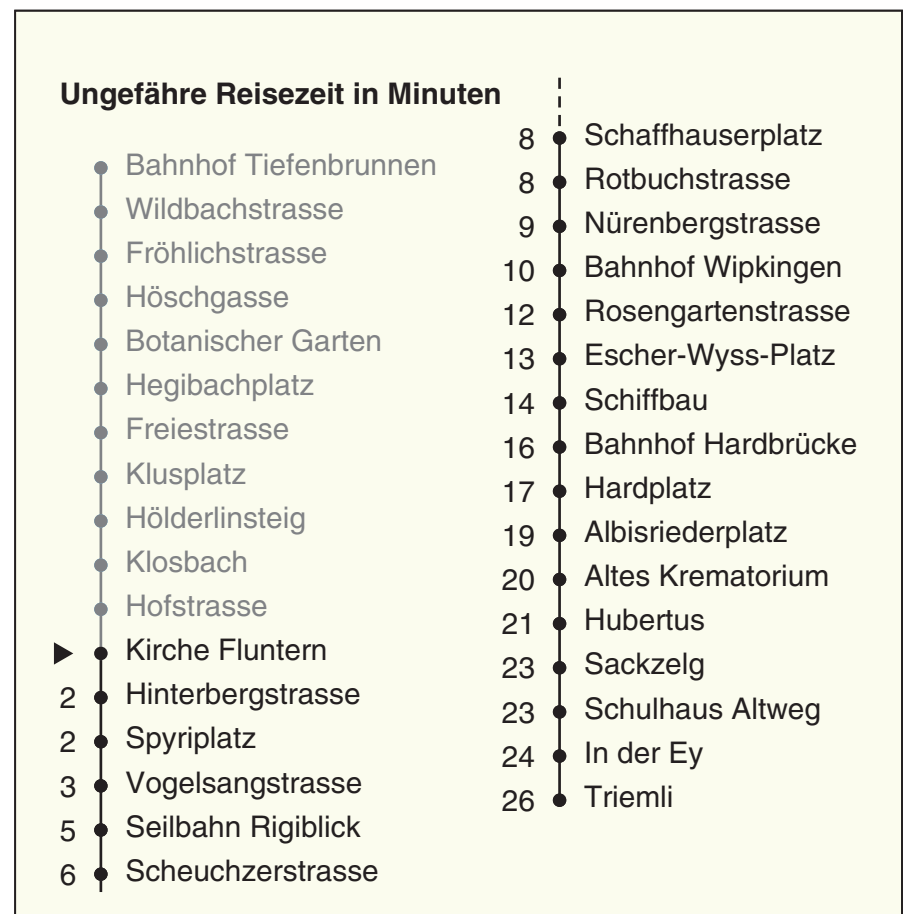 Ungefähre Reisezeit in Minuten
Bahnhof Tiefenbrunnen
Wildbachstrasse
Fröhlichstrasse
Höschgasse
Botanischer Garten
Hegibachplatz
Freiestrasse
Klusplatz
Hölderlinsteig
Klosbach
Hofstrasse
Kirche Fluntern
2 Hinterbergstrasse
2 Spyriplatz
3 Vogelsangstrasse
5 Seilbahn Rigiblick
6 Scheuchzerstrasse
8 Schaffhauserplatz
8 Rotbuchstrasse
9 Nürenbergstrasse
10 Bahnhof Wipkingen
12 Rosengartenstrasse
13 Escher-Wyss-Platz
14 Schiffbau
16 Bahnhof Hardbrücke
17 Hardplatz
19 Albisriederplatz
20 Altes Krematorium
21 Hubertus
23 Sackzelg
23 Schulhaus Altweg
24 In der Ey
26 Triemli